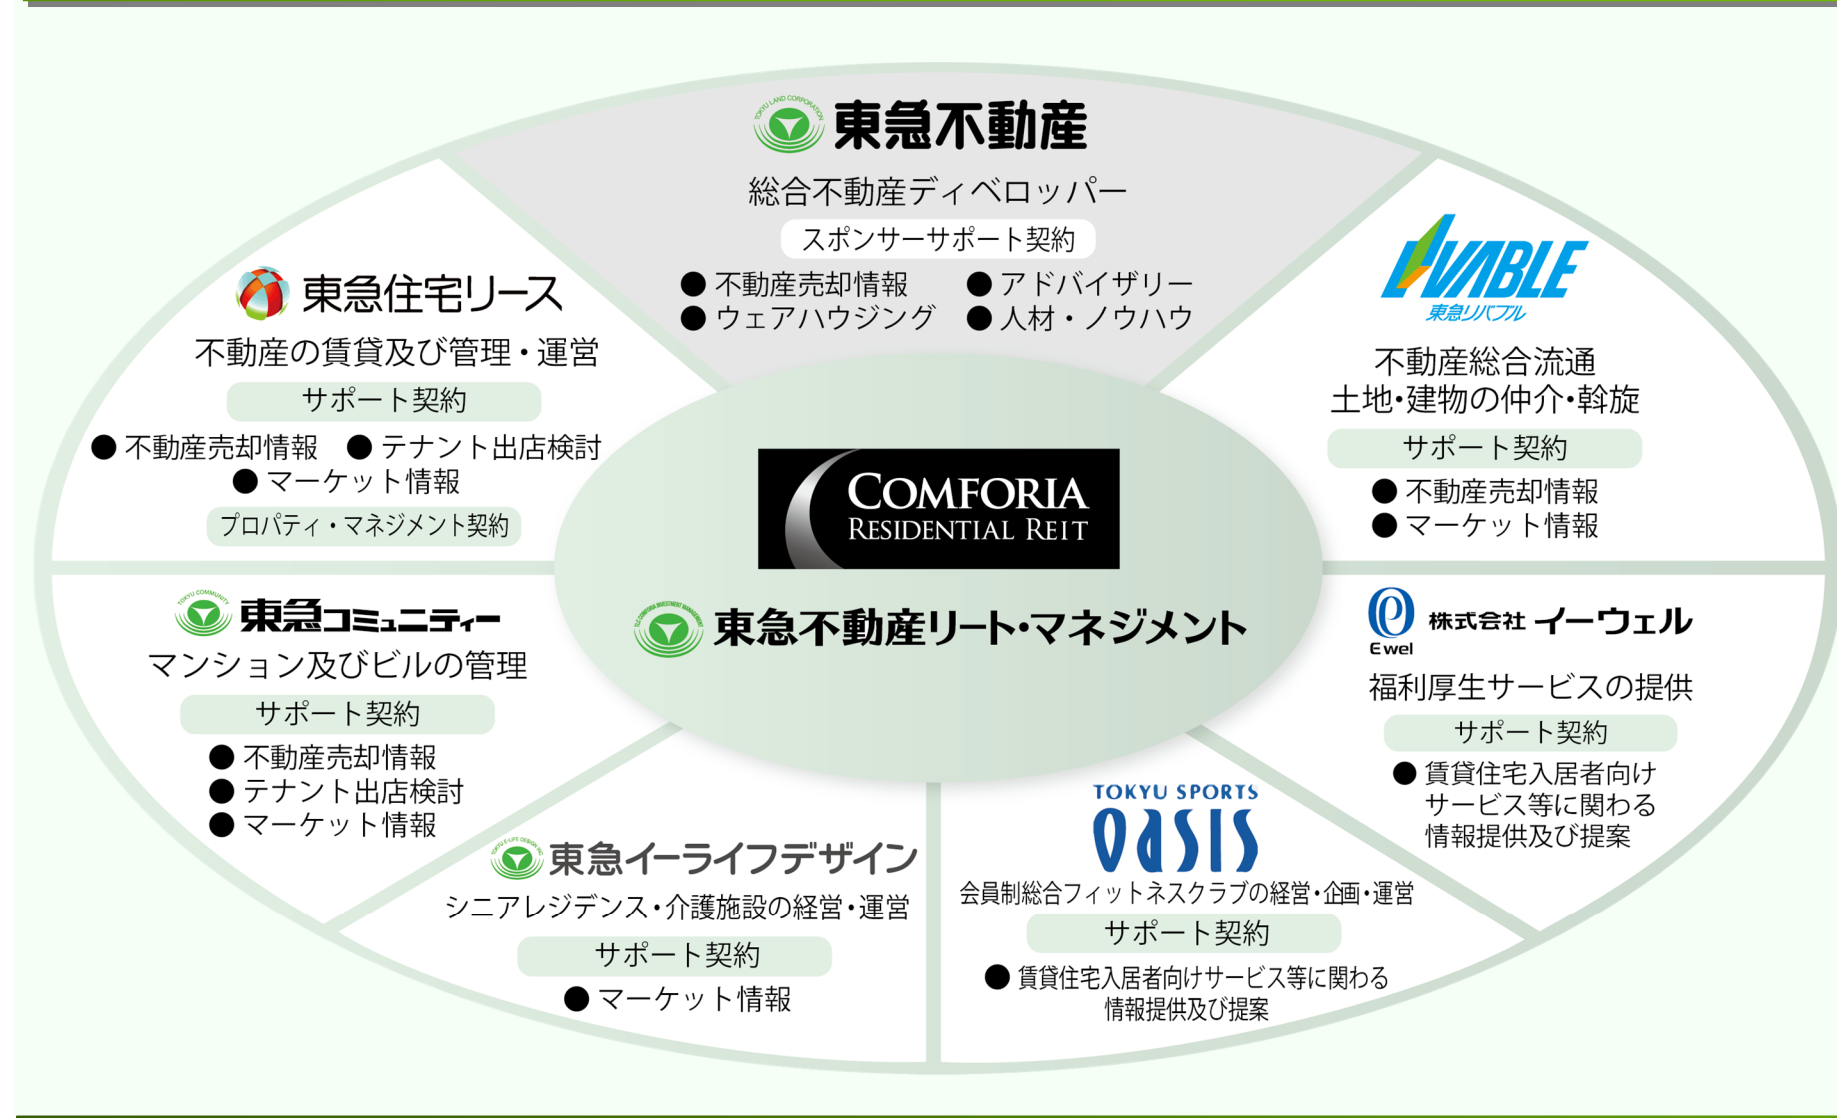 TOKYU LAND CORPORATION
東急不動産
総合不動産ディベロッパー
スポンサーサポート契約
● 不動産売却情報 ● アドバイザリー
● ウェアハウジング ● 人材・ノウハウ
東急住宅リース
不動産の賃貸及び管理・運営
サポート契約
● 不動産売却情報 ● テナント出店検討
● マーケット情報
プロパティ・マネジメント契約
LIVABLE
東急リバブル
不動産総合流通
土地・建物の仲介・斡旋
サポート契約
● 不動産売却情報
● マーケット情報
COMFORIA
RESIDENTIAL REIT
TLC COMFORIA INVESTMENT MANAGEMENT
東急不動産リート・マネジメント
TOKYU COMMUNITY
東急コミュニティー
マンション及びビルの管理
サポート契約
● 不動産売却情報
● テナント出店検討
● マーケット情報
Ewel
株式会社 イーウェル
福利厚生サービスの提供
サポート契約
● 賃貸住宅入居者向け
サービス等に関わる
情報提供及び提案
TOKYU E-LIFE DESIGN INC
東急イーライフデザイン
シニアレジデンス・介護施設の経営・運営
サポート契約
● マーケット情報
TOKYU SPORTS
OASIS
会員制総合フィットネスクラブの経営・企画・運営
サポート契約
● 賃貸住宅入居者向けサービス等に関わる
情報提供及び提案